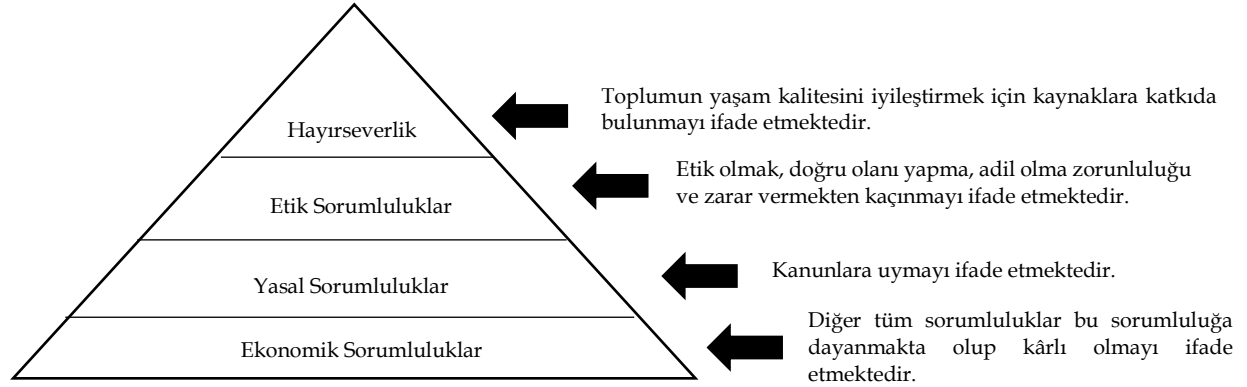 Hayırseverlik
Toplumun yaşam kalitesini iyileştirmek için kaynaklara katkıda
bulunmayı ifade etmektedir.
Etik Sorumluluklar
Etik olmak, doğru olanı yapma, adil olma zorunluluğu
ve zarar vermekten kaçınmayı ifade etmektedir.
Yasal Sorumluluklar
Kanunlara uymayı ifade etmektedir.
Ekonomik Sorumluluklar
Diğer tüm sorumluluklar bu sorumluluğa
dayanmakta olup kârlı olmayı ifade
etmektedir.